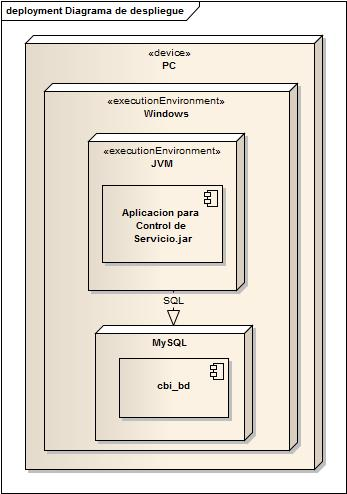 deployment Diagrama de despliegue
«device»
PC
«executionEnvironment»
Windows
«executionEnvironment»
JVM
Aplicacion para
Control de
Servicio.jar
SQL
MySQL
cbi_bd